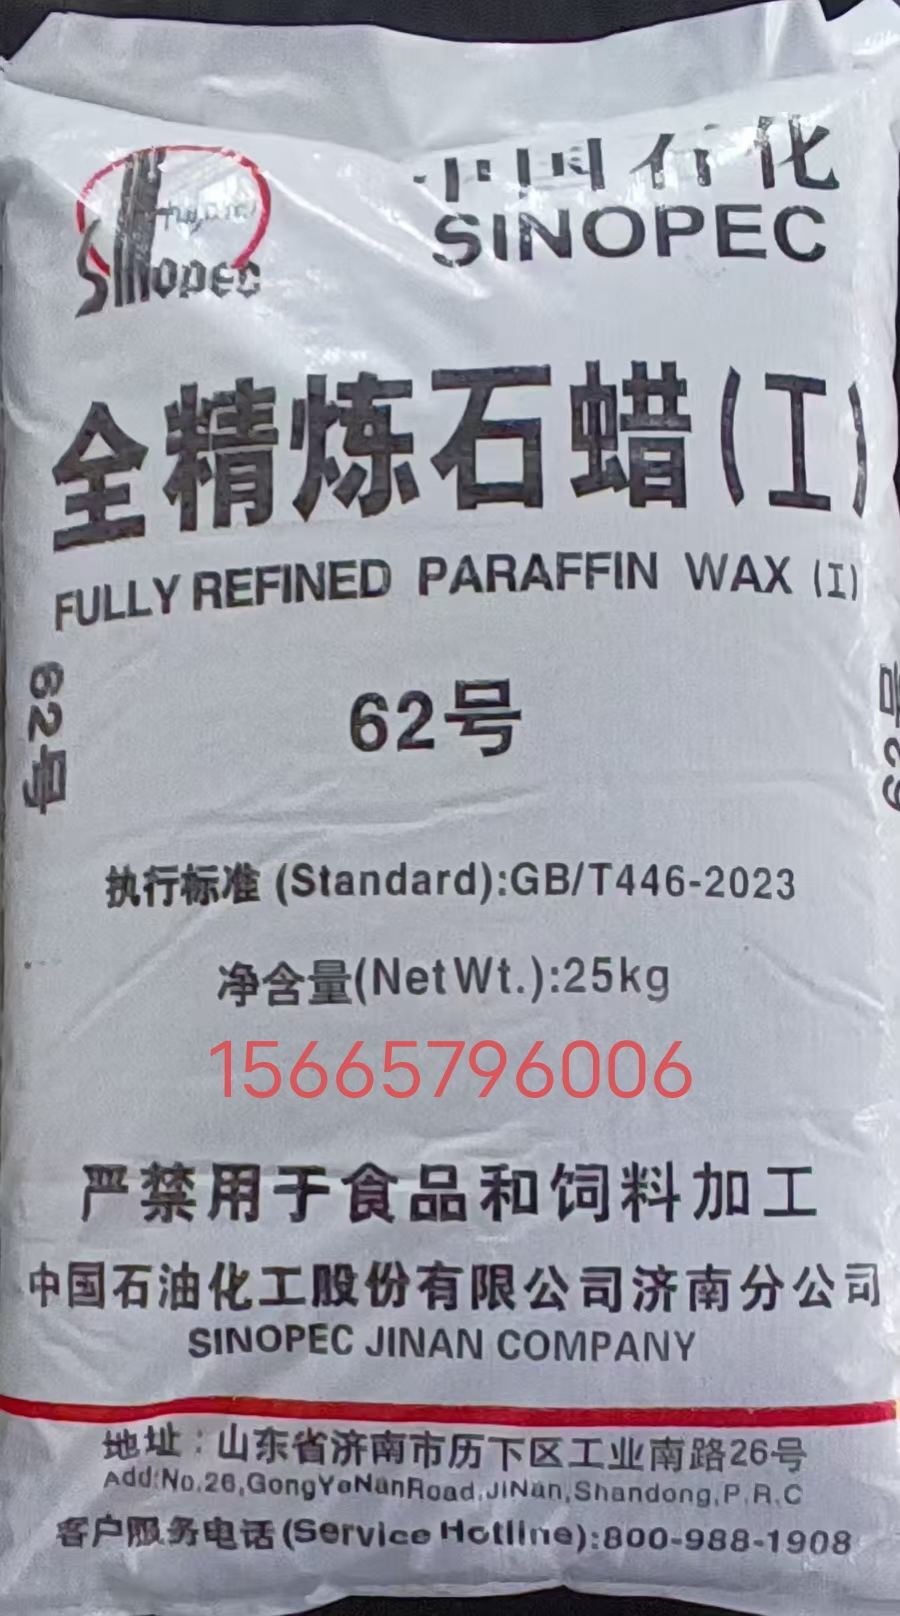 中国石化
SINOPEC
Sinopec
全精炼石蜡(I)
FULLY REFINED PARAFFIN WAX (I)
62号
62号
62号
执行标准 (Standard):GB/T446-2023
净含量(Net Wt.):25kg
15665796006
严禁用于食品和饲料加工
中国石油化工股份有限公司济南分公司
SINOPEC JINAN COMPANY
地址:山东省济南市历下区工业南路26号
Add:No.26,GongYeNanRoad,JiNan,Shandong,P.R.C
客户服务电话(Service Hotline):800-988-1908